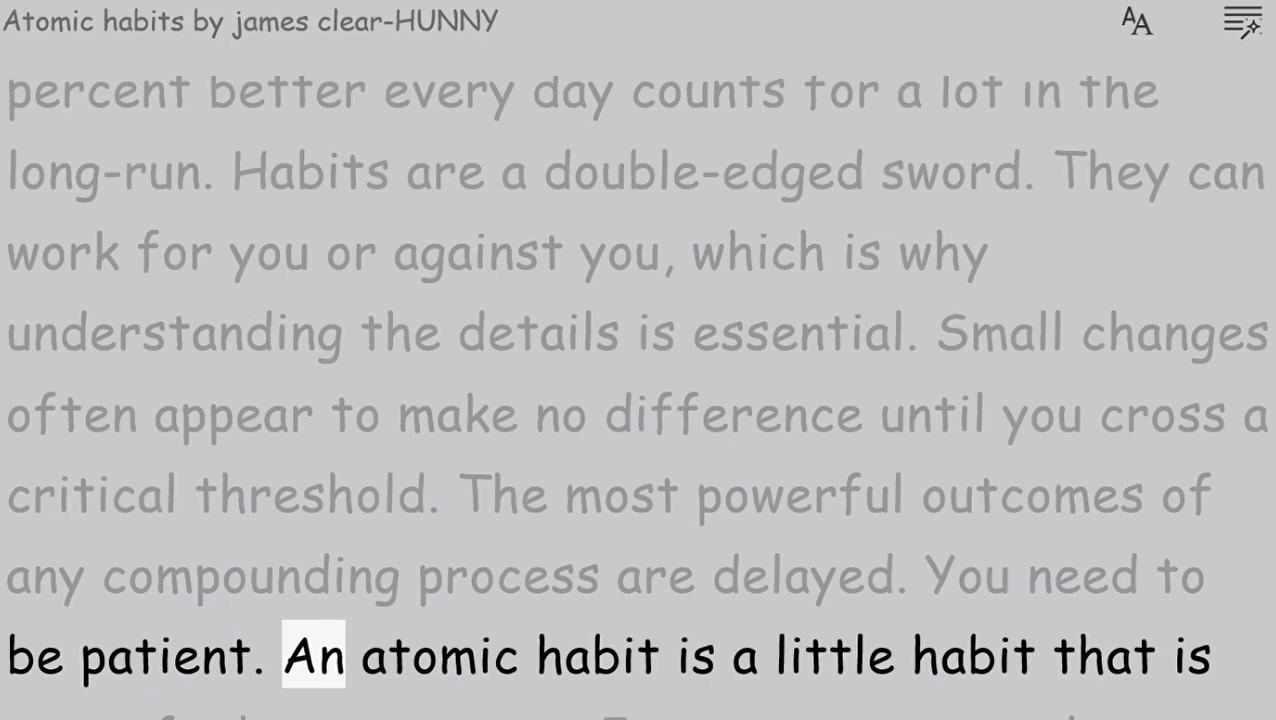 Atomic habits by james clear-HUNNY
AA
percent better every day counts for a lot in the
long-run. Habits are a double-edged sword. They can
work for you or against you, which is why
understanding the details is essential. Small changes
often appear to make no difference until you cross a
critical threshold. The most powerful outcomes of
any compounding process are delayed. You need to
be patient. An atomic habit is a little habit that is